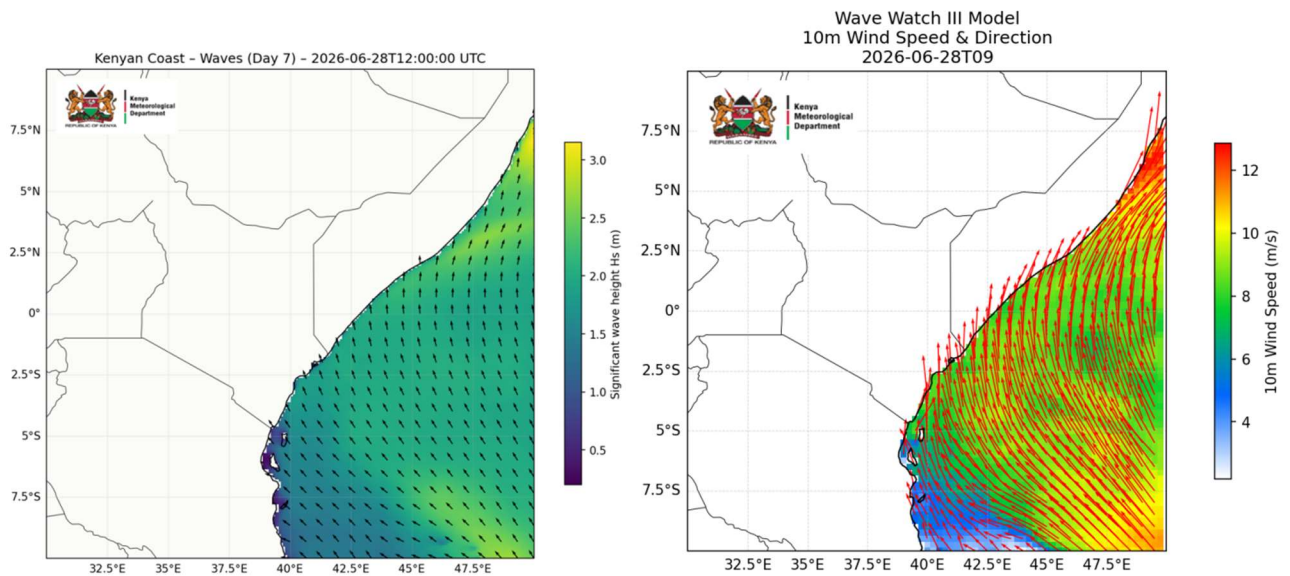 Kenyan Coast – Waves (Day 7) – 2026-06-28T12:00:00 UTC
Kenya
Meteorological
Department
REPUBLIC OF KENYA
7.5°N
5°N
2.5°N
0°
2.5°S
5°S
7.5°S
32.5°E 35°E 37.5°E 40°E 42.5°E 45°E 47.5°E
3.0
2.5
2.0
1.5
1.0
0.5
Significant wave height Hs (m)
Wave Watch III Model
10m Wind Speed & Direction
2026-06-28T09
Kenya
Meteorological
Department
REPUBLIC OF KENYA
7.5°N
5°N
2.5°N
0°
2.5°S
5°S
7.5°S
32.5°E 35°E 37.5°E 40°E 42.5°E 45°E 47.5°E
12
10
8
6
4
10m Wind Speed (m/s)